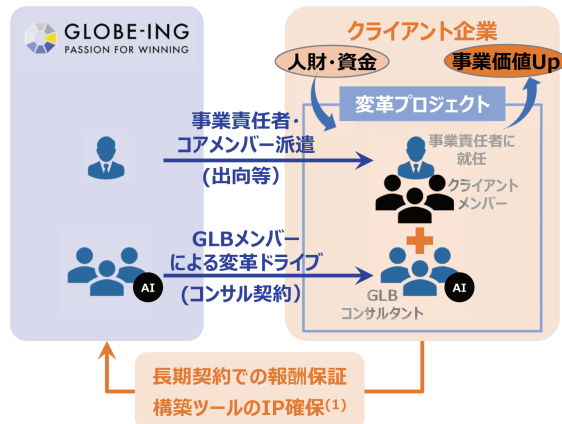 GLOBE-ING
PASSION FOR WINNING
クライアント企業
人財・資金
事業価値Up
変革プロジェクト
事業責任者・
コアメンバー派遣
(出向等)
事業責任者に
就任
クライアント
メンバー
GLBメンバー
による変革ドライブ
(コンサル契約)
AI
GLB
コンサルタント
AI
長期契約での報酬保証
構築ツールのIP確保(1)